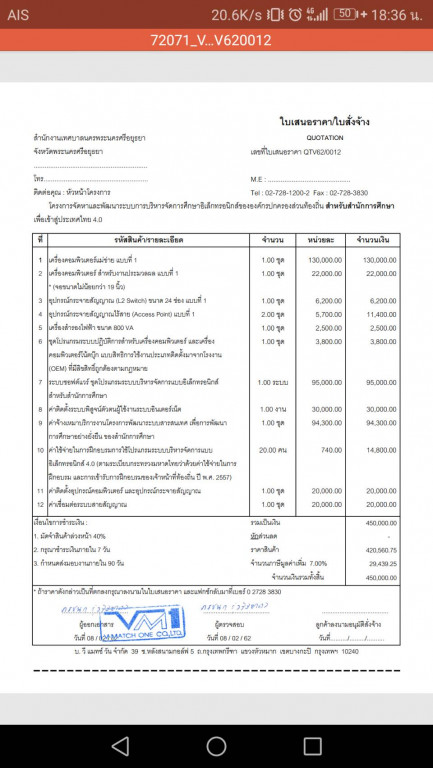 AIS 20.6K/s 4G 50 18:36 น.
72071_V...V620012
ใบเสนอราคา/ใบสั่งจ้าง
สำนักงานเทศบาลนครพระนครศรีอยุธยา QUOTATION
จังหวัดพระนครศรีอยุธยา เลขที่ใบเสนอราคา QTV62/0012
โทร M.E :
ติดต่อคุณ : หัวหน้าโครงการ Tel : 02-728-1200-2 Fax : 02-728-3830
โครงการจัดหาและพัฒนาระบบการบริหารจัดการศึกษาอิเล็กทรอนิกส์ขององค์กรปกครองส่วนท้องถิ่น สำหรับสำนักการศึกษา
เพื่อเข้าสู่ประเทศไทย 4.0
ที่ รหัสสินค้า/รายละเอียด จำนวน หน่วยละ จำนวนเงิน
1 เครื่องคอมพิวเตอร์แม่ข่าย แบบที่ 1 1.00 ชุด 130,000.00 130,000.00
2 เครื่องคอมพิวเตอร์ สำหรับงานประมวลผล แบบที่ 1 1.00 ชุด 22,000.00 22,000.00
* (จอขนาดไม่น้อยกว่า 19 นิ้ว)
3 อุปกรณ์กระจายสัญญาณ (L2 Switch) ขนาด 24 ช่อง แบบที่ 1 1.00 ชุด 6,200.00 6,200.00
4 อุปกรณ์กระจายสัญญาณไร้สาย (Access Point) แบบที่ 1 2.00 ชุด 5,700.00 11,400.00
5 เครื่องสำรองไฟฟ้า ขนาด 800 VA 1.00 ชุด 2,500.00 2,500.00
6 ชุดโปรแกรมระบบปฏิบัติการสำหรับเครื่องคอมพิวเตอร์ และเครื่อง 1.00 ชุด 3,800.00 3,800.00
คอมพิวเตอร์โน้ตบุ๊ก แบบสิทธิการใช้งานประเภทติดตั้งมาจากโรงงาน
(OEM) ที่มีลิขสิทธิ์ถูกต้องตามกฎหมาย
7 ระบบซอฟต์แวร์ ชุดโปรแกรมระบบบริหารจัดการแบบอิเล็กทรอนิกส์ 1.00 ระบบ 95,000.00 95,000.00
สำหรับสำนักการศึกษา
8 ค่าติดตั้งระบบพิสูจน์ตัวตนผู้ใช้งานระบบอินเตอร์เน็ต 1.00 งาน 30,000.00 30,000.00
9 ค่าจ้างเหมาบริการงานโครงการพัฒนาระบบสารสนเทศ เพื่อการพัฒนา 1.00 ชุด 94,300.00 94,300.00
การศึกษาอย่างยั่งยืน ของสำนักการศึกษา
10 ค่าใช้จ่ายในการฝึกอบรมการใช้โปรแกรมระบบบริหารจัดการแบบ 20.00 คน 740.00 14,800.00
อิเล็กทรอนิกส์ 4.0 (ตามระเบียบกระทรวงมหาดไทยว่าด้วยค่าใช้จ่ายในการ
ฝึกอบรม และการเข้ารับการฝึกอบรมของเจ้าหน้าที่ท้องถิ่น ปี พ.ศ. 2557)
11 ค่าติดตั้งอุปกรณ์คอมพิวเตอร์ และอุปกรณ์กระจายสัญญาณ 1.00 ชุด 20,000.00 20,000.00
12 ค่าเชื่อมต่อระบบสายสัญญาณ 1.00 ชุด 20,000.00 20,000.00
เงื่อนไขการชำระเงิน : รวมเป็นเงิน 450,000.00
1. มัดจำสินค้าล่วงหน้า 40% หักส่วนลด -
2. กรุณาชำระเงินภายใน 7 วัน ราคาสินค้า 420,560.75
3. กำหนดส่งมอบงานภายใน 90 วัน จำนวนภาษีมูลค่าเพิ่ม 7.00% 29,439.25
จำนวนเงินรวมทั้งสิ้น 450,000.00
* ถ้าราคาดังกล่าวเป็นที่ตกลงกรุณาลงนามในใบเสนอราคา และแฟกซ์กลับมาที่เบอร์ 0 2728 3830
VM1
V MATCH ONE CO.,LTD.
ผู้ออกเอกสาร ผู้ตรวจสอบ ลูกค้าลงนามอนุมัติสั่งจ้าง
วันที่ 08 / วันที่ 08 / 02 / 62 วันที่......./......./.......
บ. วี แมทช์ วัน จำกัด 39 ซ.หลังสนามกอล์ฟ 5 ถ.กรุงเทพกรีฑา แขวงหัวหมาก เขตบางกะปิ กรุงเทพฯ 10240